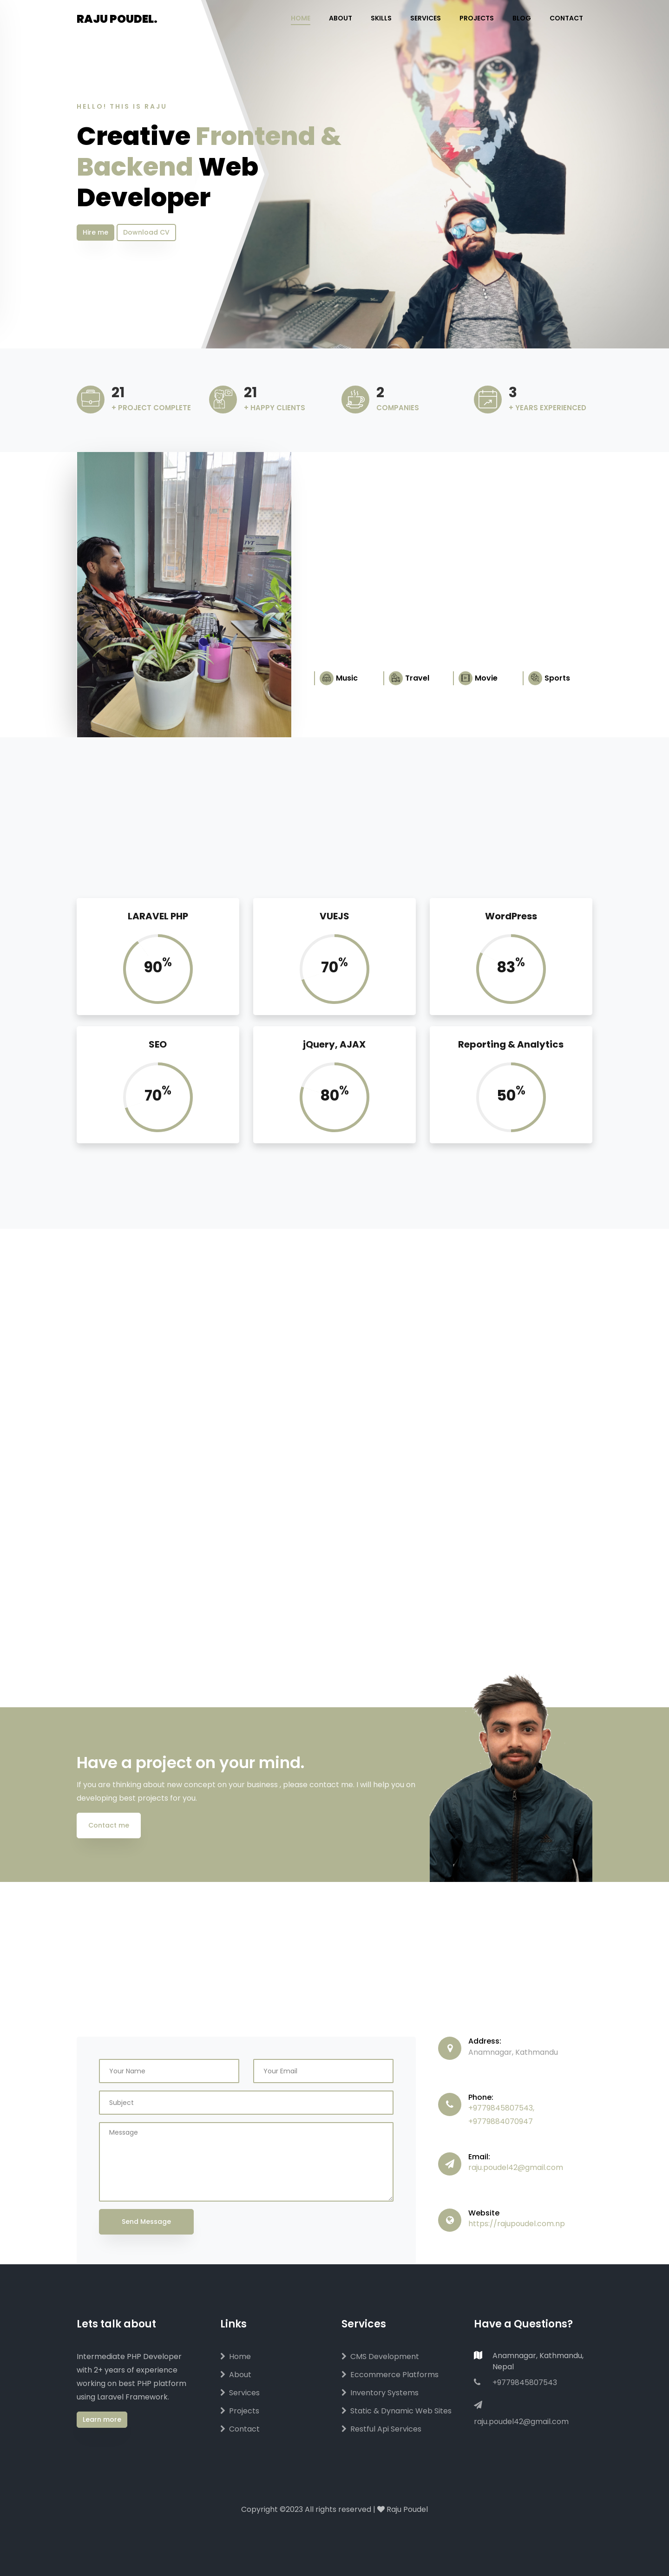 RAJU POUDEL.
HOME ABOUT SKILLS SERVICES PROJECTS BLOG CONTACT
HELLO! THIS IS RAJU
Creative Frontend &
Backend Web
Developer
Hire me Download CV
21
+ PROJECT COMPLETE
21
+ HAPPY CLIENTS
2
COMPANIES
3
+ YEARS EXPERIENCED
Music Travel Movie Sports
LARAVEL PHP
90%
VUEJS
70%
WordPress
83%
SEO
70%
jQuery, AJAX
80%
Reporting & Analytics
50%
Have a project on your mind.
If you are thinking about new concept on your business , please contact me. I will help you on
developing best projects for you.
Contact me
Your Name Your Email
Subject
Message
Send Message
Address:
Anamnagar, Kathmandu
Phone:
+9779845807543,
+9779884070947
Email:
raju.poudel42@gmail.com
Website
https://rajupoudel.com.np
Lets talk about
Intermediate PHP Developer
with 2+ years of experience
working on best PHP platform
using Laravel Framework.
Learn more
Links
Home
About
Services
Projects
Contact
Services
CMS Development
Eccommerce Platforms
Inventory Systems
Static & Dynamic Web Sites
Restful Api Services
Have a Questions?
Anamnagar, Kathmandu,
Nepal
+9779845807543
raju.poudel42@gmail.com
Copyright ©2023 All rights reserved | ♥ Raju Poudel